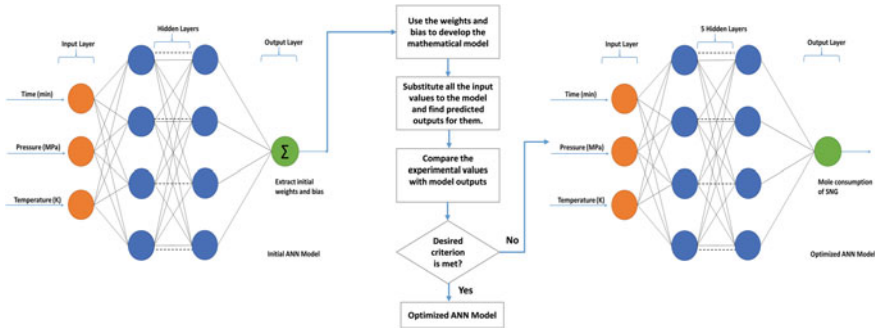 Hidden Layers
Input Layer
Output Layer
Time (min)
Pressure (MPa)
Temperature (K)
Σ
Extract initial
weights and bias
Initial ANN Model
Use the weights and
bias to develop the
mathematical model
Substitute all the input
values to the model
and find predicted
outputs for them.
Compare the
experimental values
with model outputs
Desired
criterion
is met?
No
Yes
Optimized ANN Model
5 Hidden Layers
Input Layer
Output Layer
Time (min)
Pressure (MPa)
Temperature (K)
Mole consumption
of SNG
Optimized ANN Model